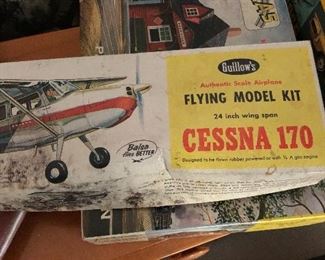 Guillow's
Authentic Scale Airplane
FLYING MODEL KIT
24 inch wing span
CESSNA 170
Designed to be flown rubber powered or with ½ A gas engine
Balsa
flies BETTER